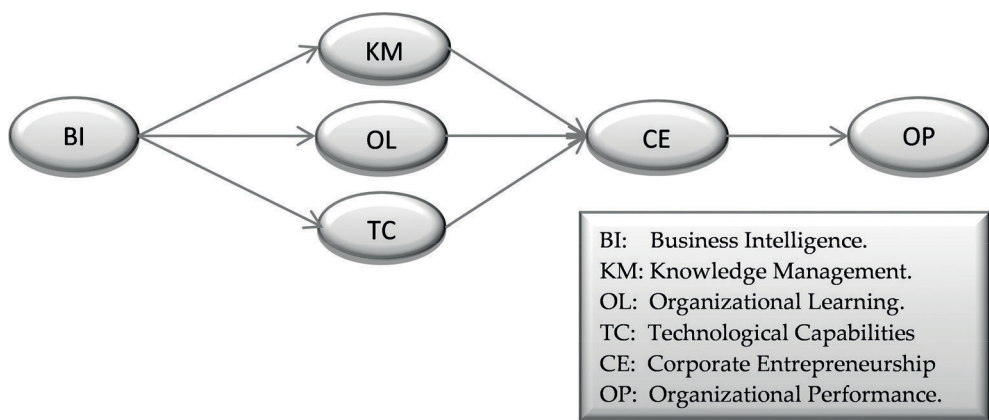 KM
BI
OL
CE
OP
TC
BI: Business Intelligence.
KM: Knowledge Management.
OL: Organizational Learning.
TC: Technological Capabilities
CE: Corporate Entrepreneurship
OP: Organizational Performance.